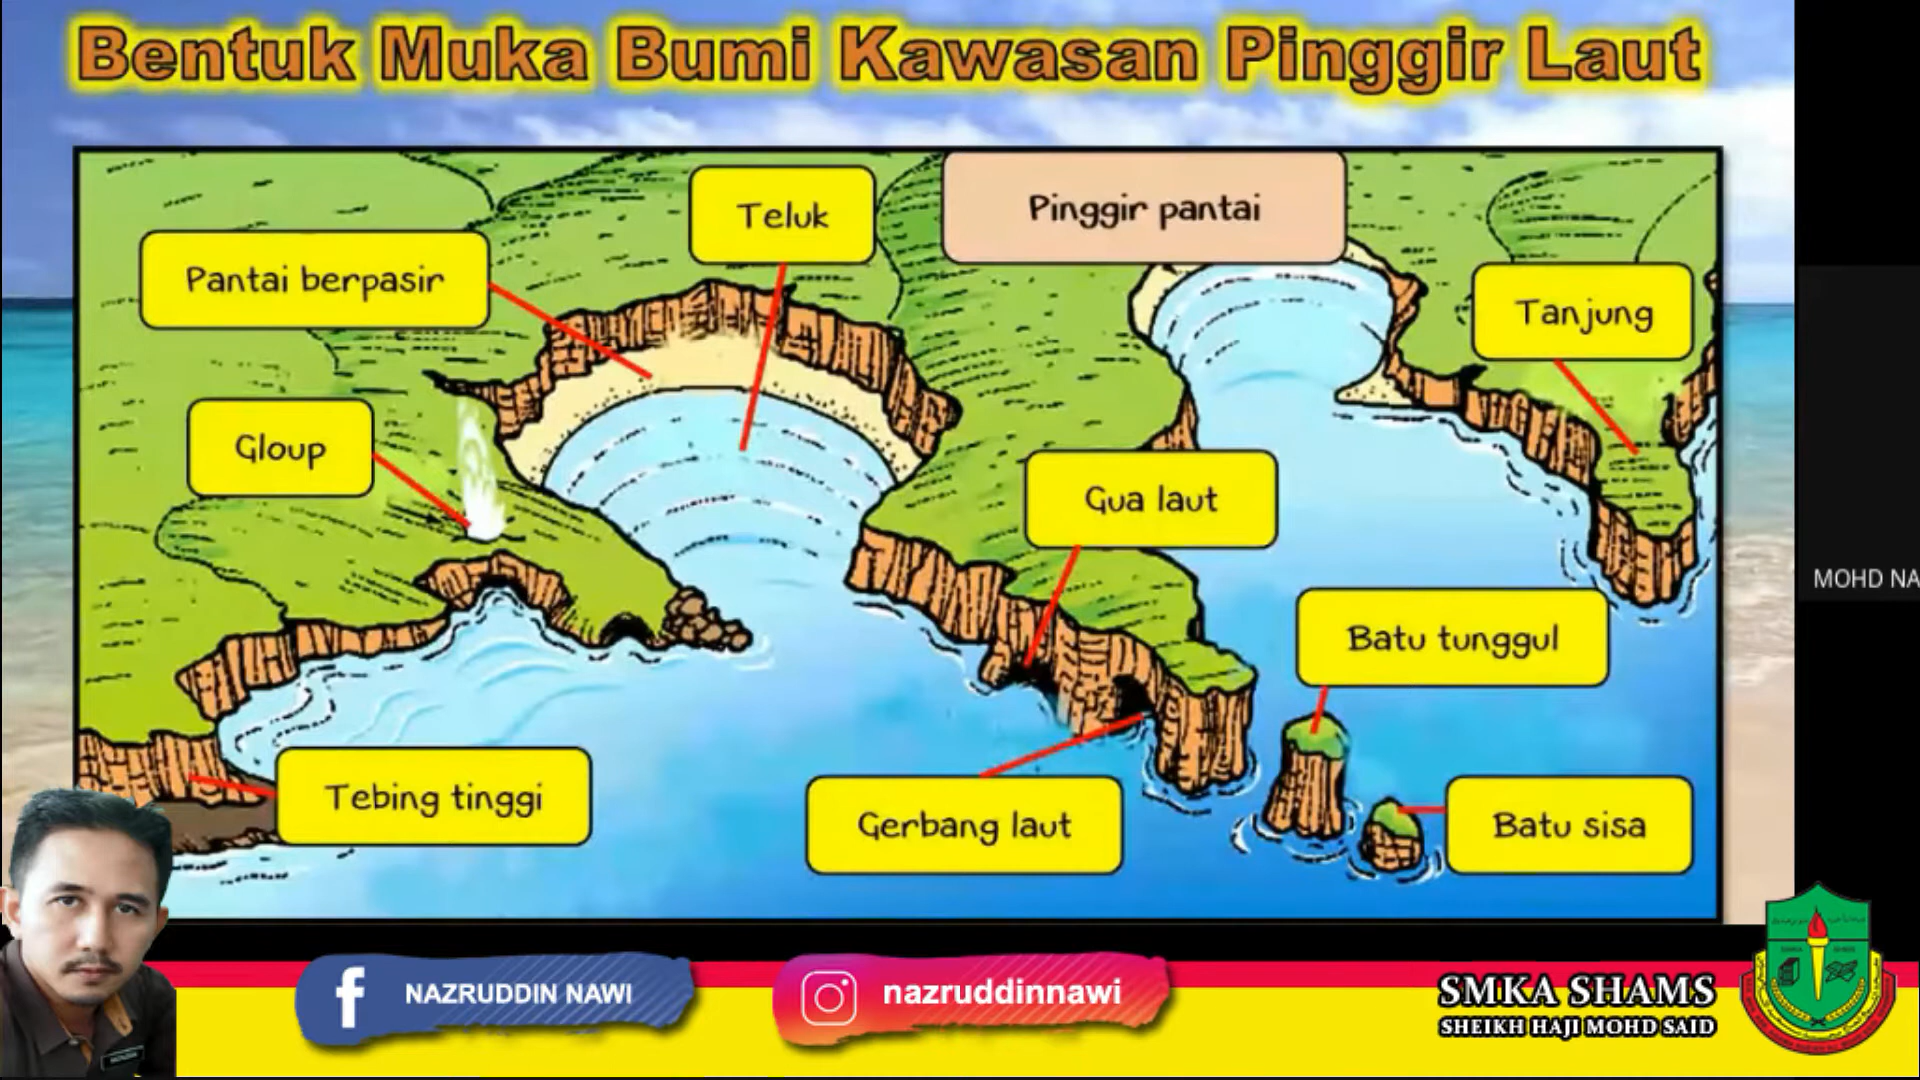 Bentuk Muka Bumi Kawasan Pinggir Laut
Teluk
Pinggir pantai
Pantai berpasir
Tanjung
Gloup
Gua laut
Batu tunggul
Tebing tinggi
Gerbang laut
Batu sisa
MOHD NA
NAZRUDDIN NAWI
nazruddinnawi
SMKA SHAMS
SHEIKH HAJI MOHD SAID